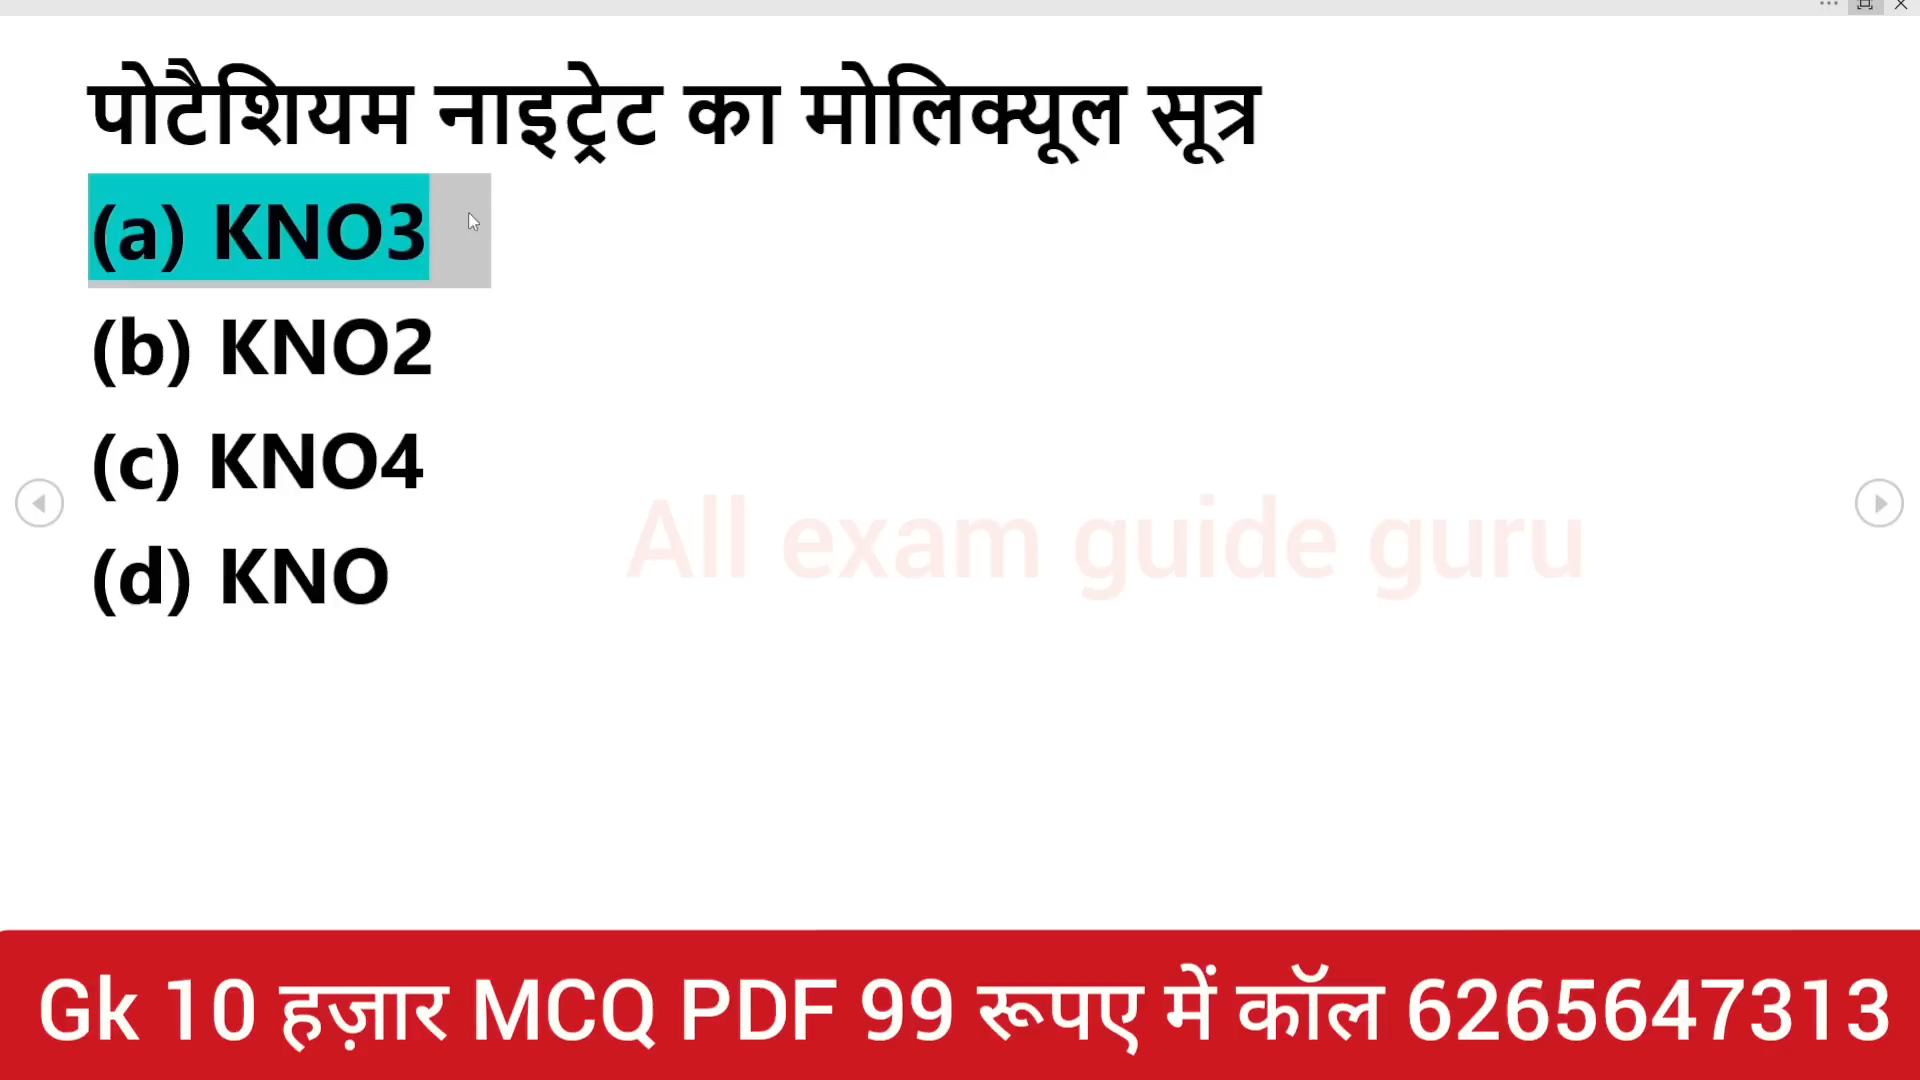 पोटैशियम नाइट्रेट का मोलिक्यूल सूत्र
(a) KNO3
(b) KNO2
(c) KNO4
(d) KNO
All exam guide guru
Gk 10 हज़ार MCQ PDF 99 रूपए में कॉल 6265647313